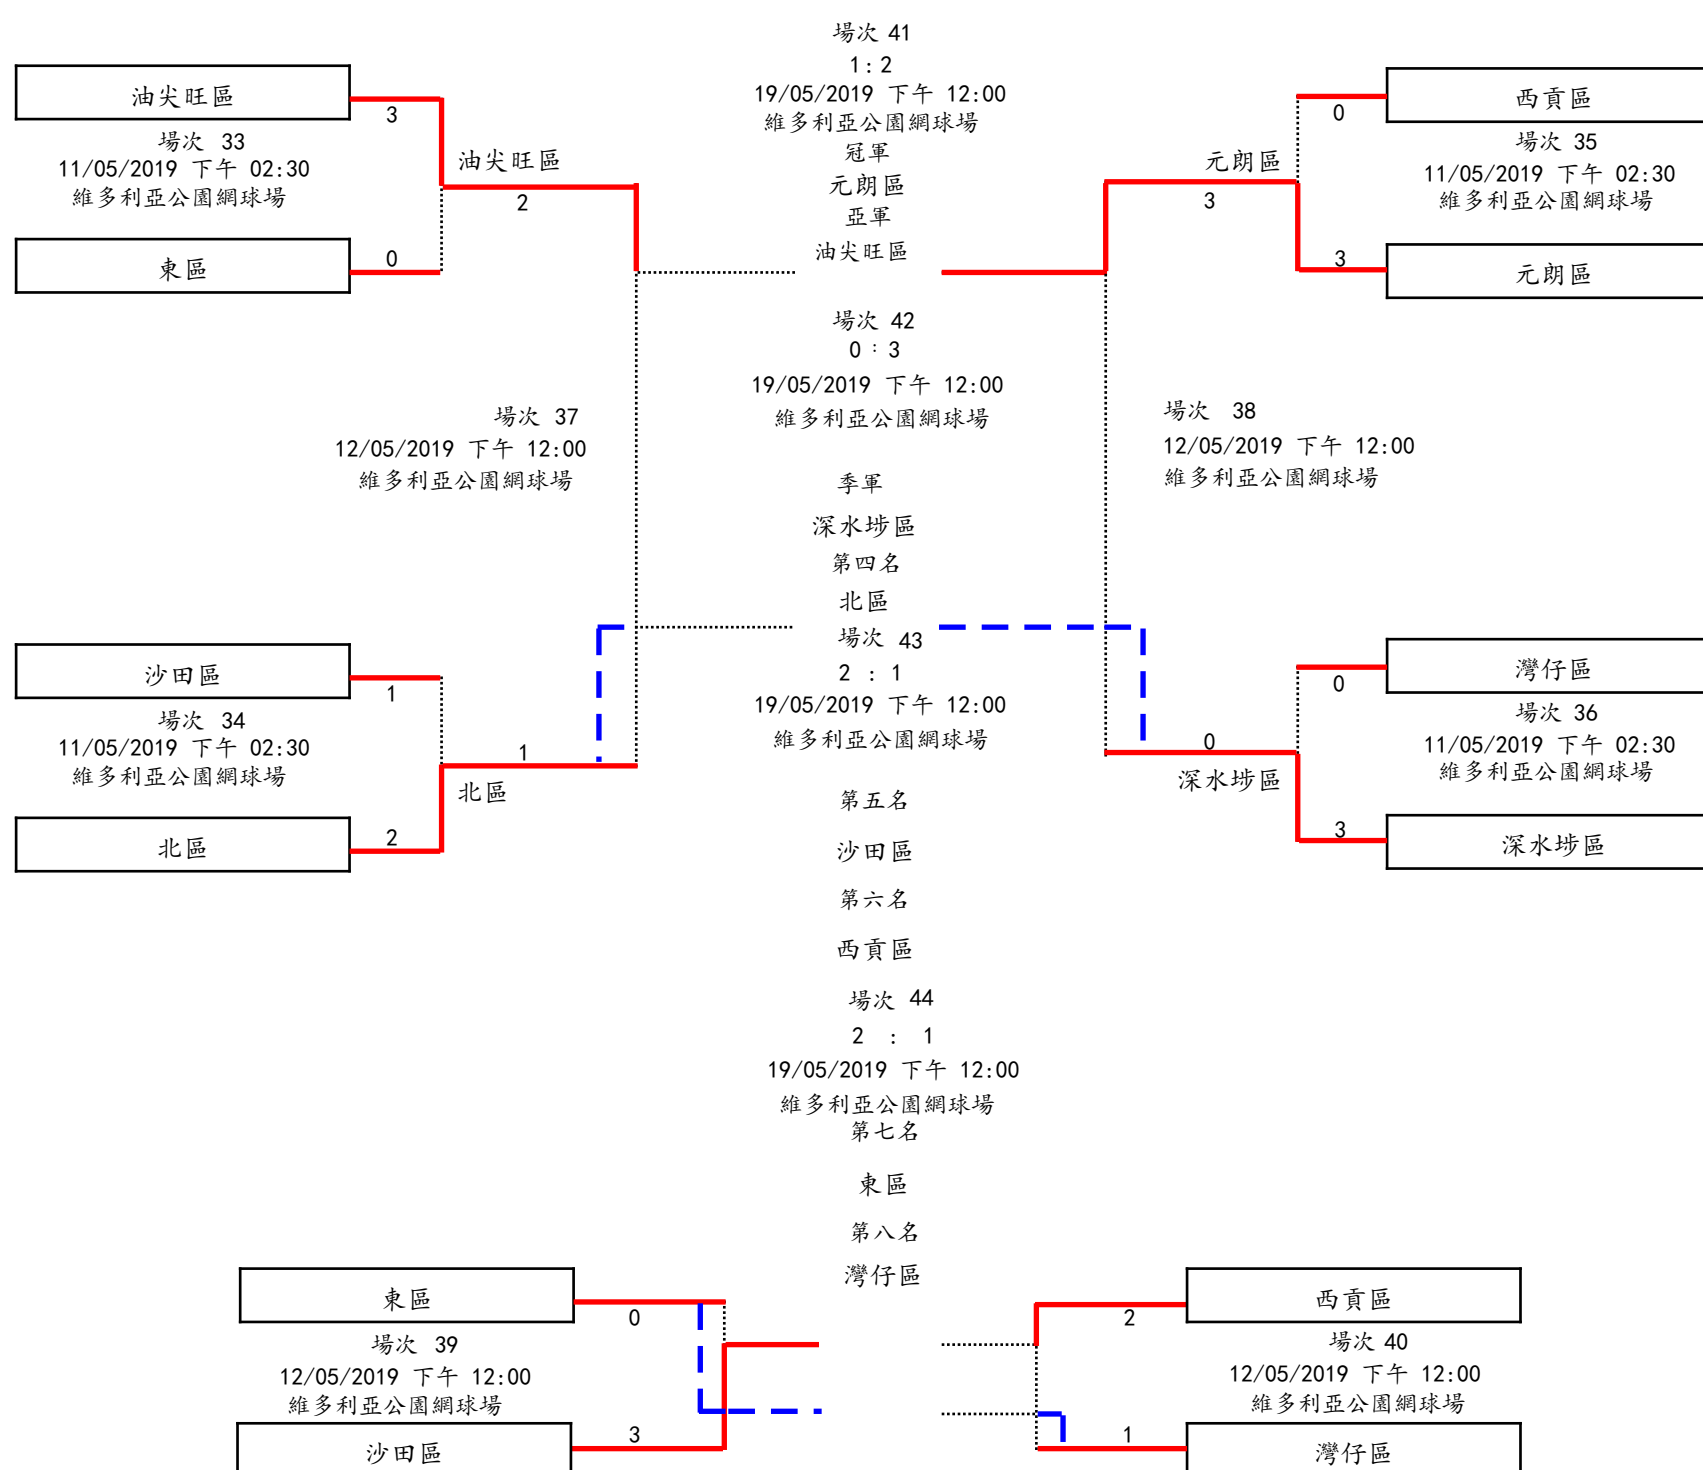 場次 41
1:2
19/05/2019 下午 12:00
維多利亞公園網球場
冠軍
元朗區
亞軍
油尖旺區
油尖旺區
3
場次 33
11/05/2019 下午 02:30
維多利亞公園網球場
油尖旺區
2
東區
0
西貢區
0
場次 35
11/05/2019 下午 02:30
維多利亞公園網球場
元朗區
3
元朗區
3
場次 42
0:3
19/05/2019 下午 12:00
維多利亞公園網球場
場次 37
12/05/2019 下午 12:00
維多利亞公園網球場
場次 38
12/05/2019 下午 12:00
維多利亞公園網球場
季軍
深水埗區
第四名
北區
沙田區
1
場次 34
11/05/2019 下午 02:30
維多利亞公園網球場
1
北區
北區
2
場次 43
2 : 1
19/05/2019 下午 12:00
維多利亞公園網球場
灣仔區
0
場次 36
11/05/2019 下午 02:30
維多利亞公園網球場
0
深水埗區
深水埗區
3
第五名
沙田區
第六名
西貢區
場次 44
2 : 1
19/05/2019 下午 12:00
維多利亞公園網球場
第七名
東區
第八名
灣仔區
東區
0
場次 39
12/05/2019 下午 12:00
維多利亞公園網球場
沙田區
3
西貢區
2
場次 40
12/05/2019 下午 12:00
維多利亞公園網球場
灣仔區
1